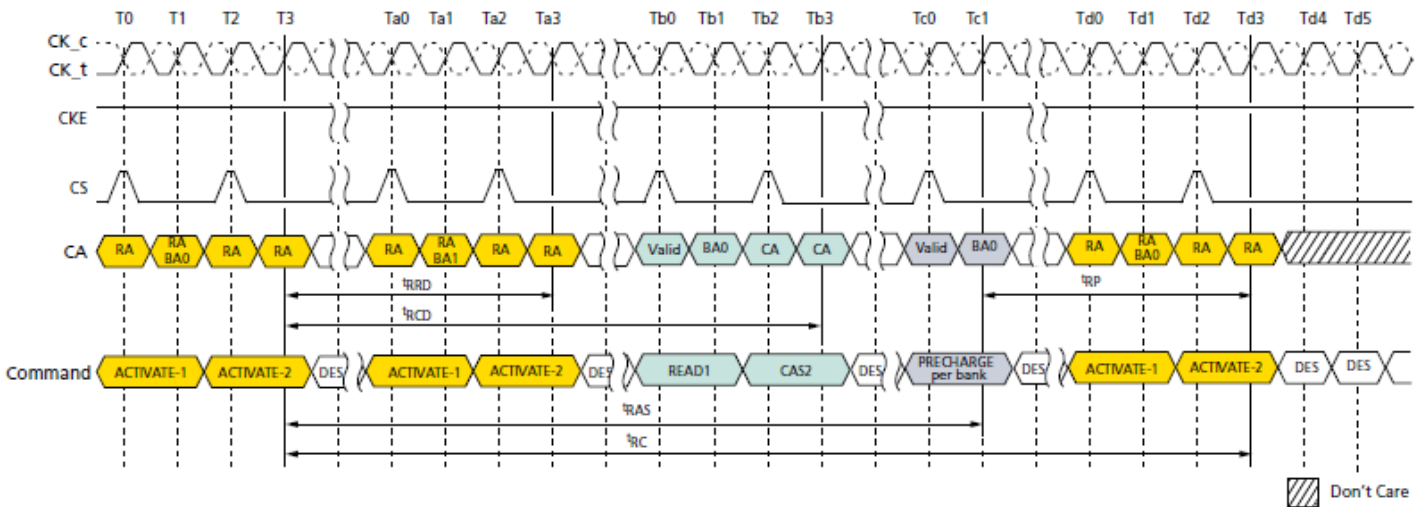 T0 T1 T2 T3 Ta0 Ta1 Ta2 Ta3 Tb0 Tb1 Tb2 Tb3 Tc0 Tc1 Td0 Td1 Td2 Td3 Td4 Td5
CK_c
CK_t
CKE
CS
CA RA RA BA0 RA RA RA RA BA1 RA RA Valid BA0 CA CA Valid BA0 RA RA BA0 RA RA
tRRD tRP
tRCD
Command ACTIVATE-1 ACTIVATE-2 DES ACTIVATE-1 ACTIVATE-2 DES READ1 CAS2 DES PRECHARGE per bank DES ACTIVATE-1 ACTIVATE-2 DES DES
tRAS
tRC
Don't Care